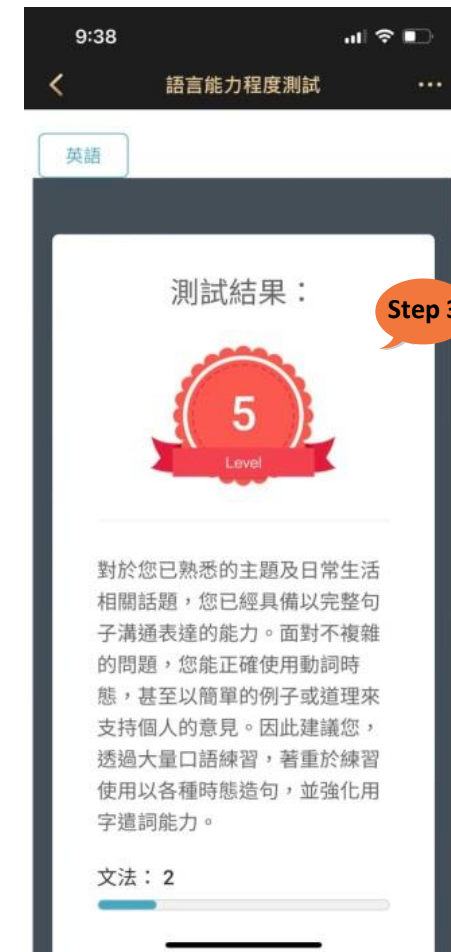 9:38
語言能力程度測試
英語
測試結果：
Step 3
5
Level
對於您已熟悉的主題及日常生活
相關話題，您已經具備以完整句
子溝通表達的能力。面對不複雜
的問題，您能正確使用動詞時
態，甚至以簡單的例子或道理來
支持個人的意見。因此建議您，
透過大量口語練習，著重於練習
使用以各種時態造句，並強化用
字遣詞能力。
文法：2